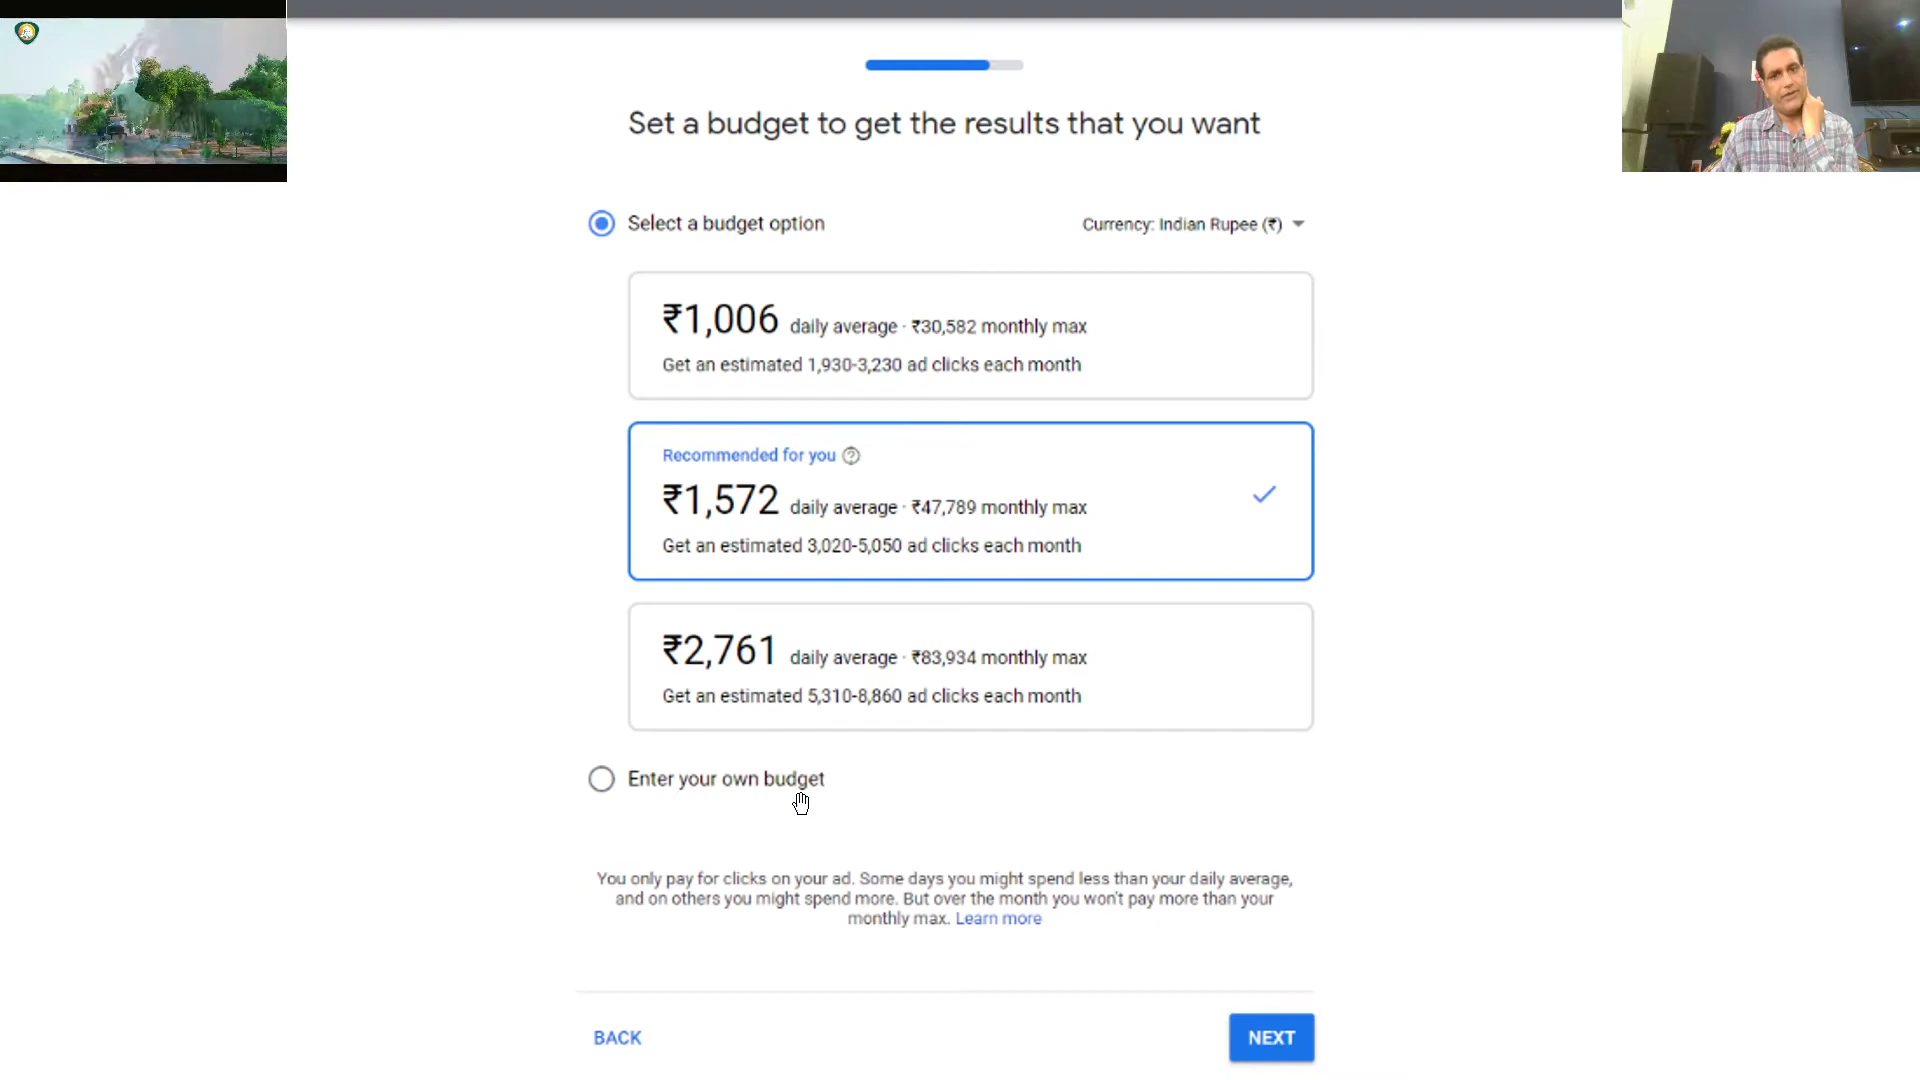 Set a budget to get the results that you want
Select a budget option
Currency: Indian Rupee (₹)
₹1,006 daily average · ₹30,582 monthly max
Get an estimated 1,930-3,230 ad clicks each month
Recommended for you
₹1,572 daily average · ₹47,789 monthly max
Get an estimated 3,020-5,050 ad clicks each month
₹2,761 daily average · ₹83,934 monthly max
Get an estimated 5,310-8,860 ad clicks each month
Enter your own budget
You only pay for clicks on your ad. Some days you might spend less than your daily average,
and on others you might spend more. But over the month you won't pay more than your
monthly max. Learn more
BACK
NEXT